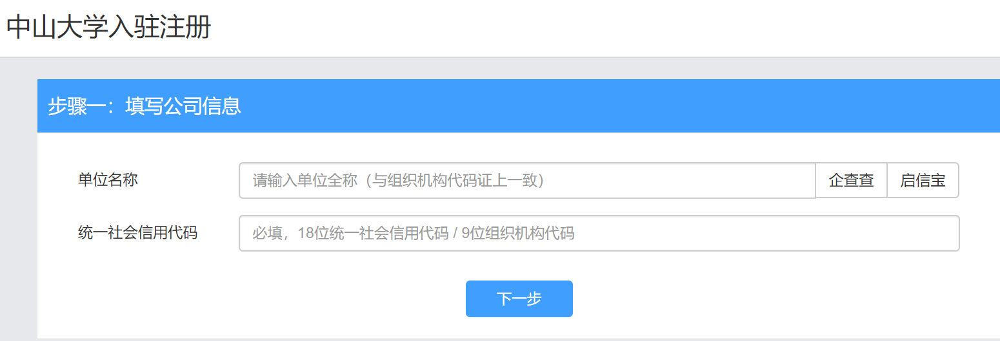 中山大学入驻注册
步骤一：填写公司信息
单位名称 请输入单位全称（与组织机构代码证上一致） 企查查 启信宝
统一社会信用代码 必填，18位统一社会信用代码 / 9位组织机构代码
下一步